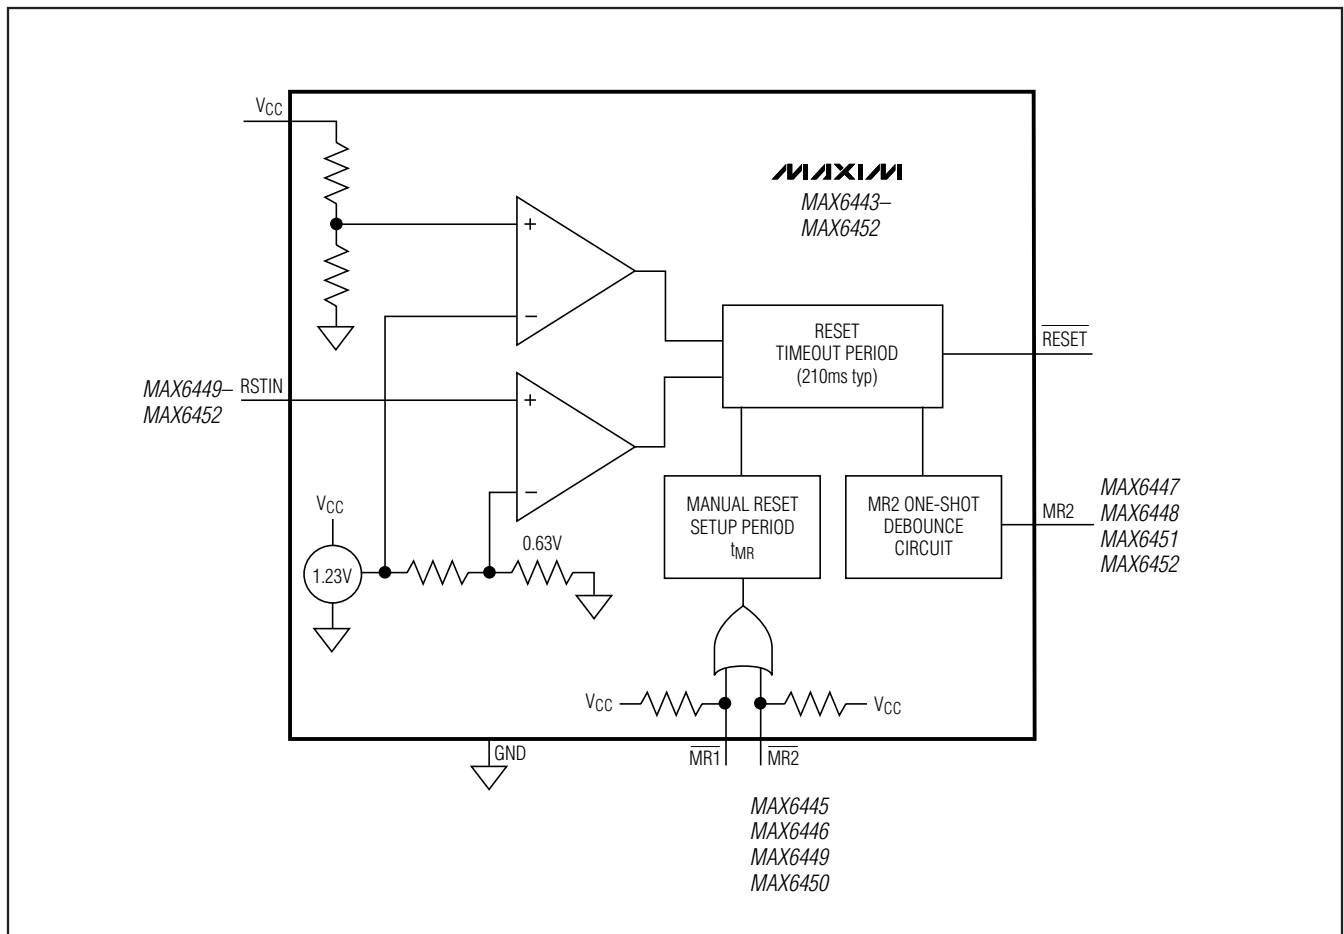 VCC
MAXIM
MAX6443–
MAX6452
+
−
RESET
TIMEOUT PERIOD
(210ms typ)
RESET
MAX6449–
MAX6452
RSTIN
+
−
MANUAL RESET
SETUP PERIOD
tMR
MR2 ONE-SHOT
DEBOUNCE
CIRCUIT
MR2
MAX6447
MAX6448
MAX6451
MAX6452
VCC
1.23V
0.63V
VCC
VCC
GND
MR1
MR2
MAX6445
MAX6446
MAX6449
MAX6450